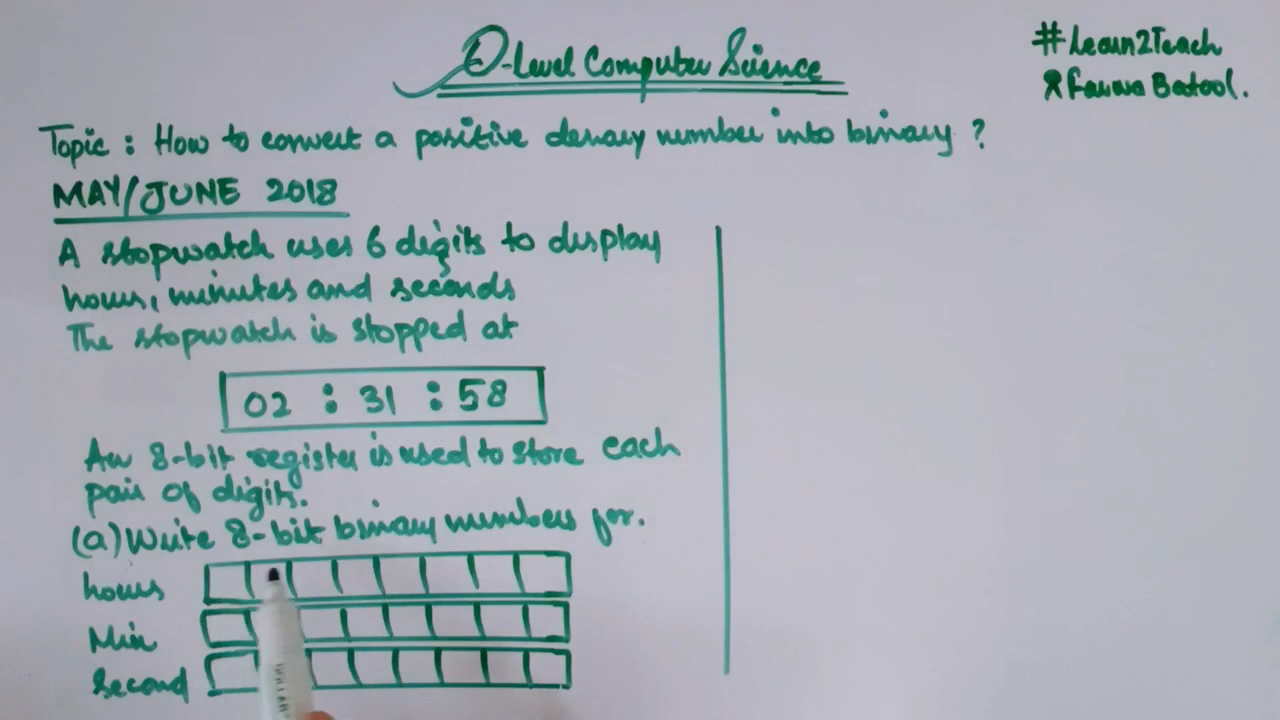 O-Level Computer Science
#Learn2Teach
Farwa Batool.
Topic : How to convert a positive denary number into binary ?
MAY/JUNE 2018
A stopwatch uses 6 digits to display
hours, minutes and seconds
The stopwatch is stopped at
02 : 31 : 58
An 8-bit register is used to store each
pair of digits.
(a) Write 8-bit binary numbers for.
hours
Min
Second